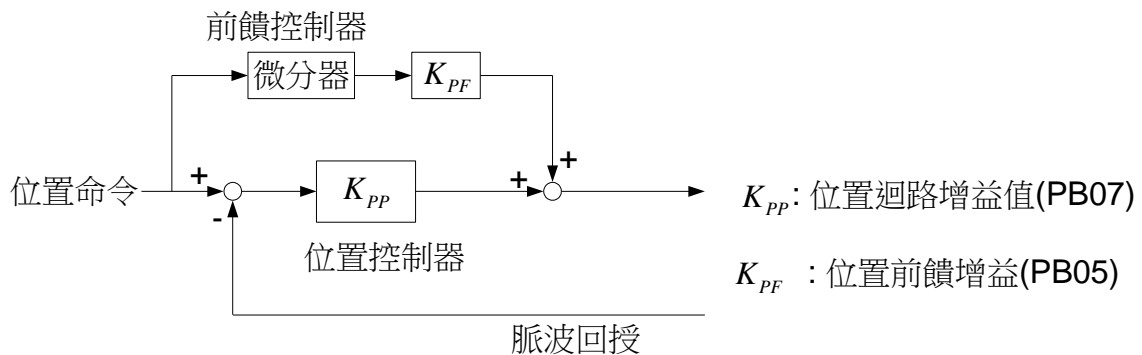 前饋控制器
微分器
K_PF
+
位置命令
+
-
K_PP
+
位置控制器
脈波回授
K_PP: 位置迴路增益值(PB07)
K_PF : 位置前饋增益(PB05)